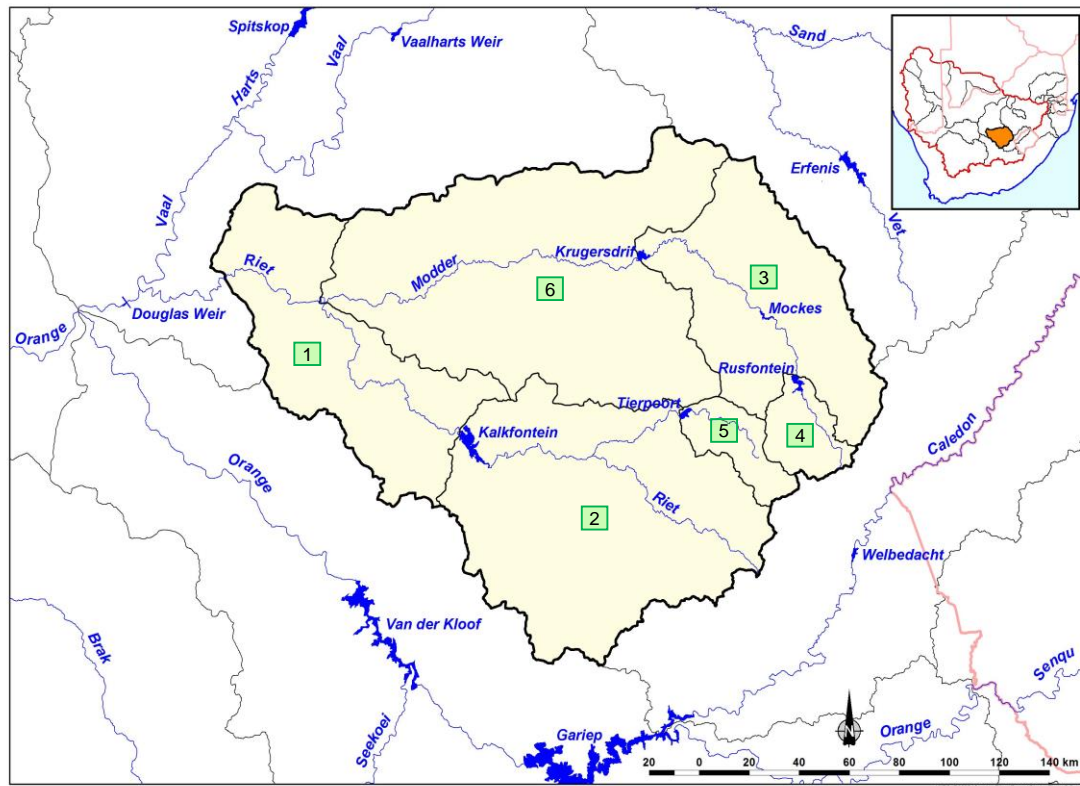 Spitskop
Vaalharts Weir
Sand
Vaal
Harts
Erfenis
Vet
Vaal
Riet
Modder
Krugersdrif
3
6
Mockes
Douglas Weir
Orange
1
Rusfontein
Tierpoort
Kalkfontein
5
4
Caledon
Orange
Riet
2
Welbedacht
Van der Kloof
Brak
Senqu
Seekoei
Gariep
N
Orange
20 0 20 40 60 80 100 120 140 km